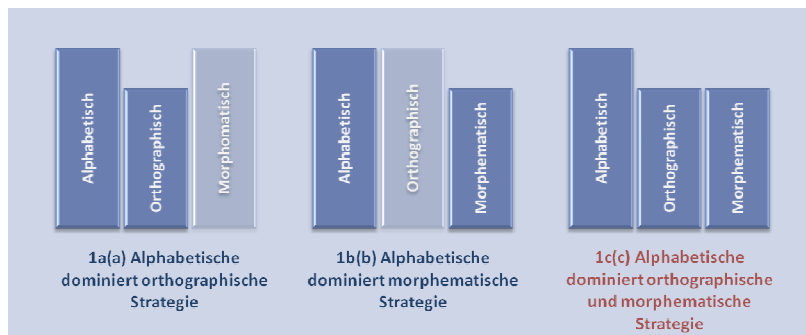 Alphabetisch
Orthographisch
Morphomatisch
1a(a) Alphabetische
dominiert orthographische
Strategie
Alphabetisch
Orthographisch
Morphematisch
1b(b) Alphabetische
dominiert morphematische
Strategie
Alphabetisch
Orthographisch
Morphematisch
1c(c) Alphabetische
dominiert orthographische
und morphematische
Strategie